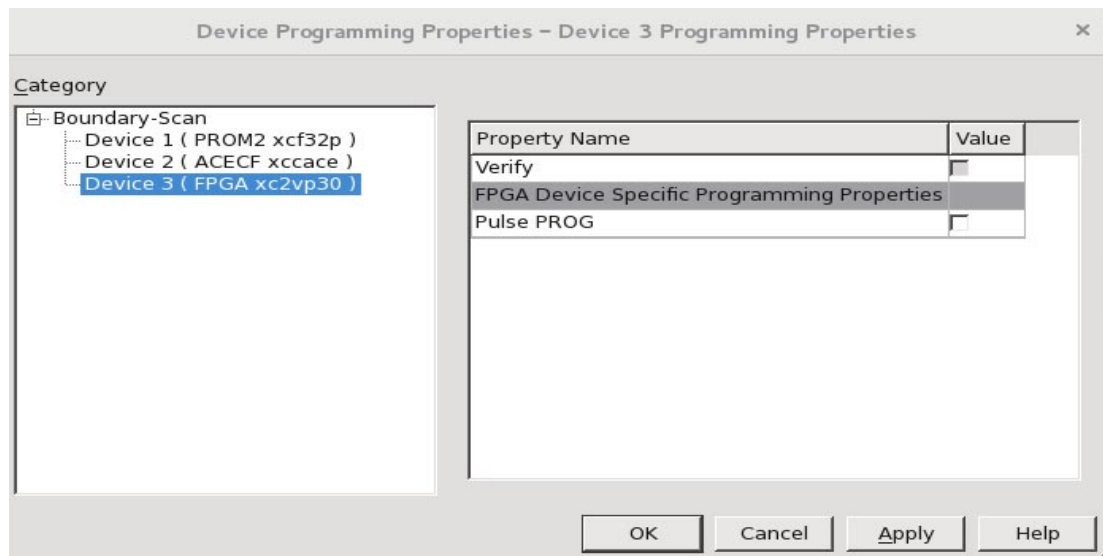 Device Programming Properties – Device 3 Programming Properties
Category
Boundary-Scan
Device 1 ( PROM2 xcf32p )
Device 2 ( ACECF xccace )
Device 3 ( FPGA xc2vp30 )
Property Name Value
Verify
FPGA Device Specific Programming Properties
Pulse PROG
OK Cancel Apply Help